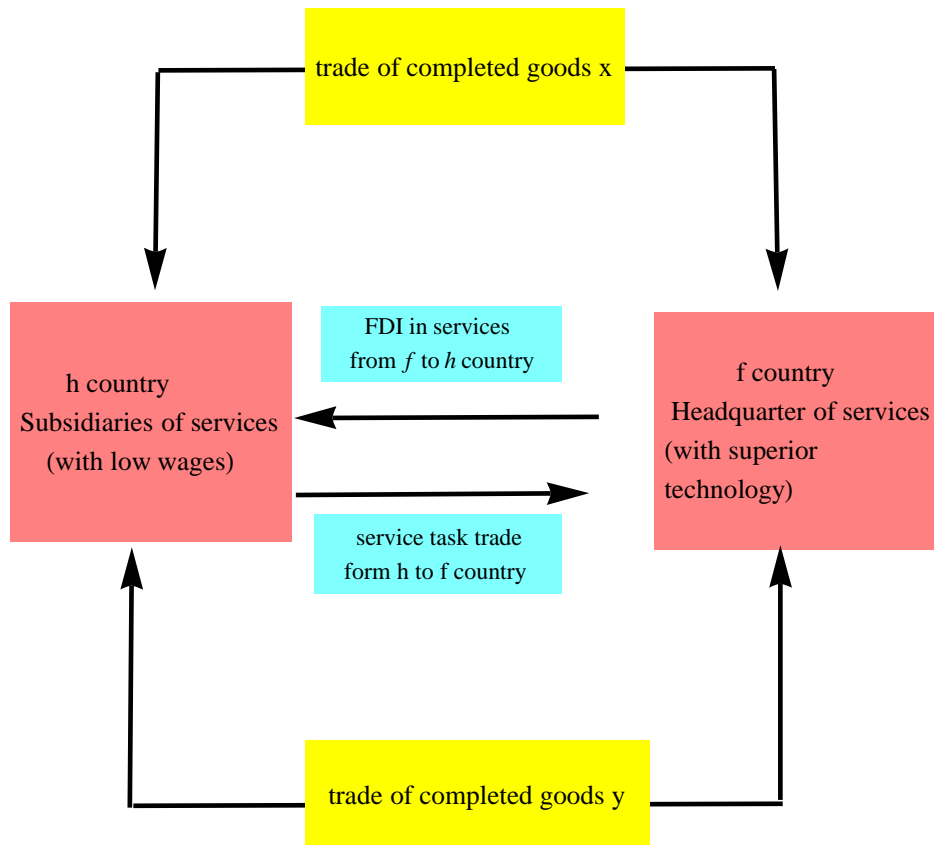 trade of completed goods x
FDI in services
from f to h country
h country
Subsidiaries of services
(with low wages)
f country
Headquarter of services
(with superior
technology)
service task trade
form h to f country
trade of completed goods y